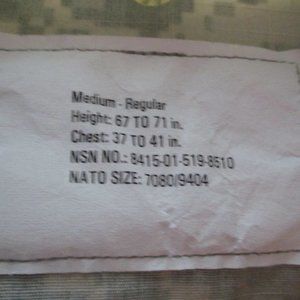 Medium - Regular
Height: 67 TO 71 in.
Chest: 37 TO 41 in.
NSN NO.: 8415-01-519-8510
NATO SIZE: 7080/9404